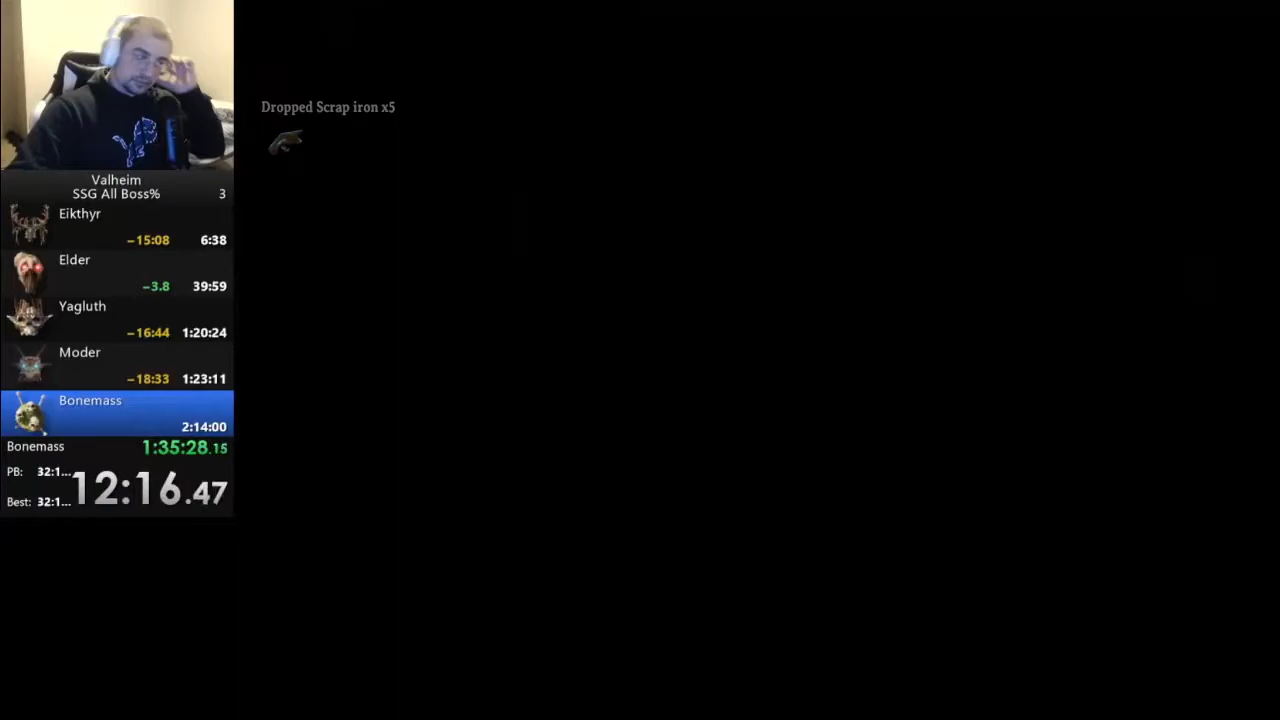 Dropped Scrap iron x5
Valheim
SSG All Boss% 3
Eikthyr
−15:08 6:38
Elder
−3.8 39:59
Yagluth
−16:44 1:20:24
Moder
−18:33 1:23:11
Bonemass
2:14:00
Bonemass 1:35:28.15
PB: 32:1...
Best: 32:1...
12:16.47